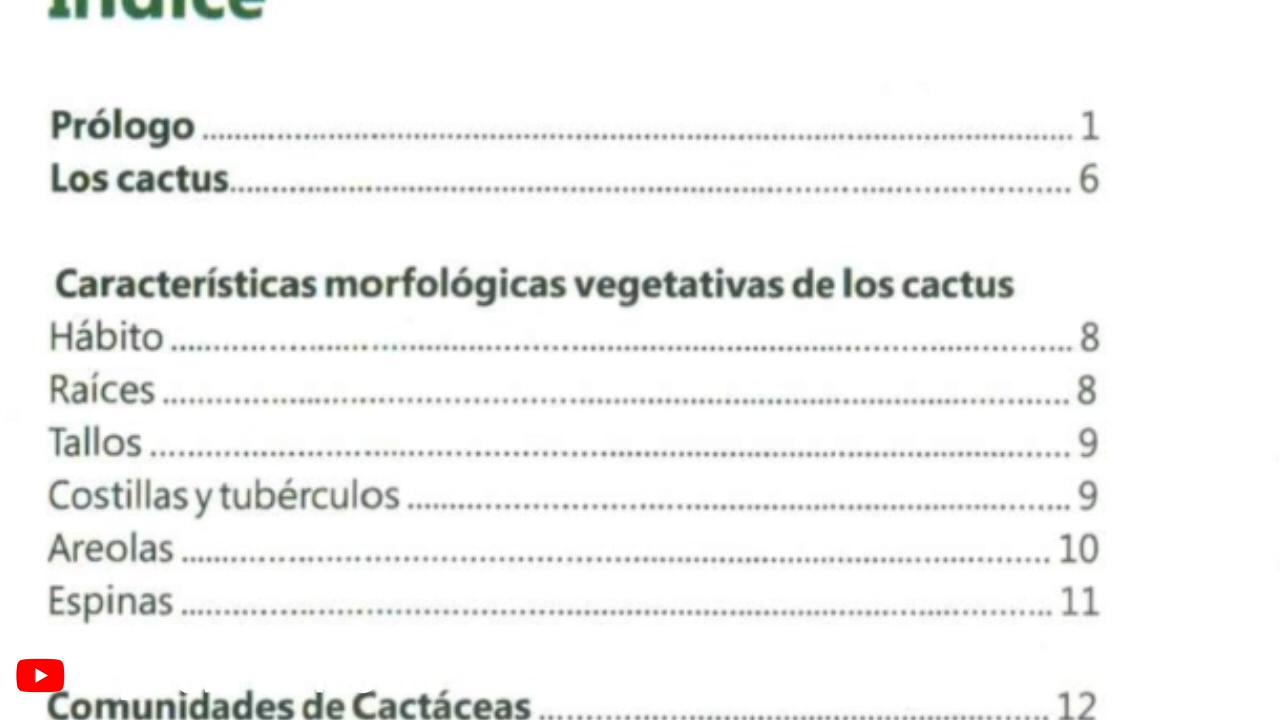 Índice
Prólogo ........................................................ 1
Los cactus........................................................ 6
Características morfológicas vegetativas de los cactus
Hábito ........................................................ 8
Raíces ........................................................ 8
Tallos ........................................................ 9
Costillas y tubérculos ........................................................ 9
Areolas ........................................................ 10
Espinas ........................................................ 11
Comunidades de Cactáceas ........................................................ 12